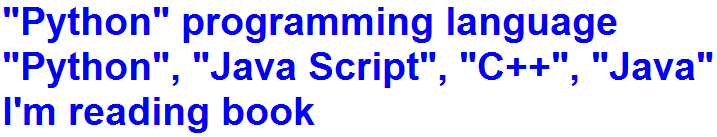 "Python" programming language
"Python", "Java Script", "C++", "Java"
I'm reading book